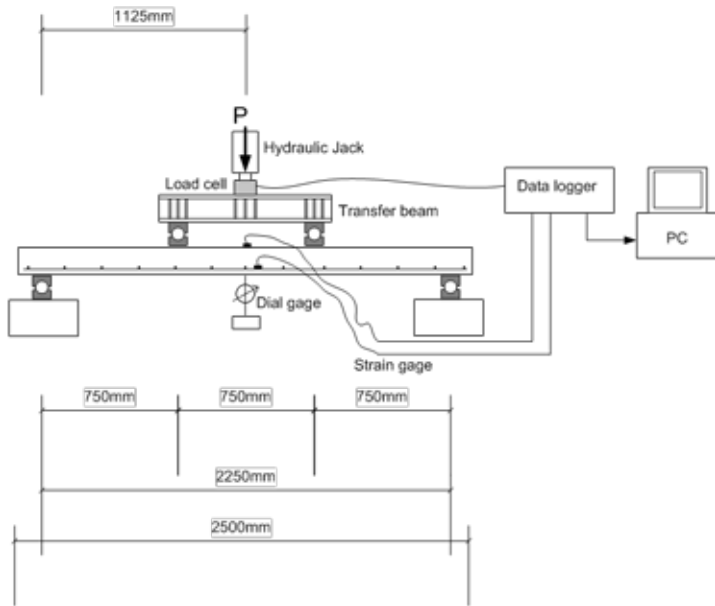 1125mm
P
Hydraulic Jack
Load cell
Data logger
Transfer beam
PC
Dial gage
Strain gage
750mm 750mm 750mm
2250mm
2500mm